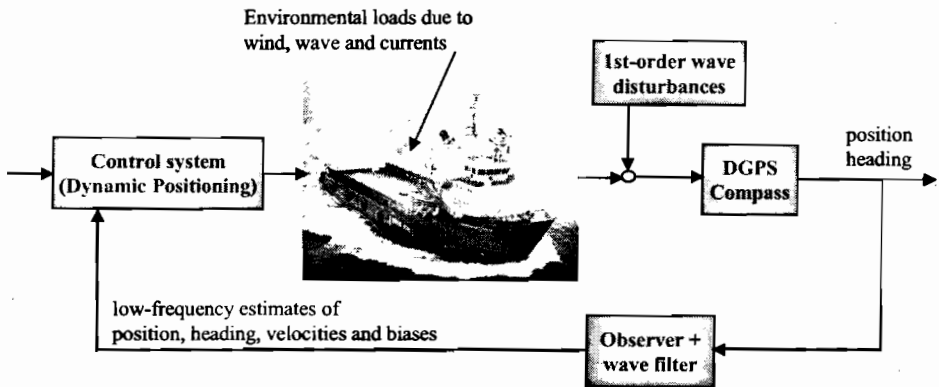 Environmental loads due to
wind, wave and currents
1st-order wave
disturbances
position
heading
Control system
(Dynamic Positioning)
DGPS
Compass
low-frequency estimates of
position, heading, velocities and biases
Observer +
wave filter